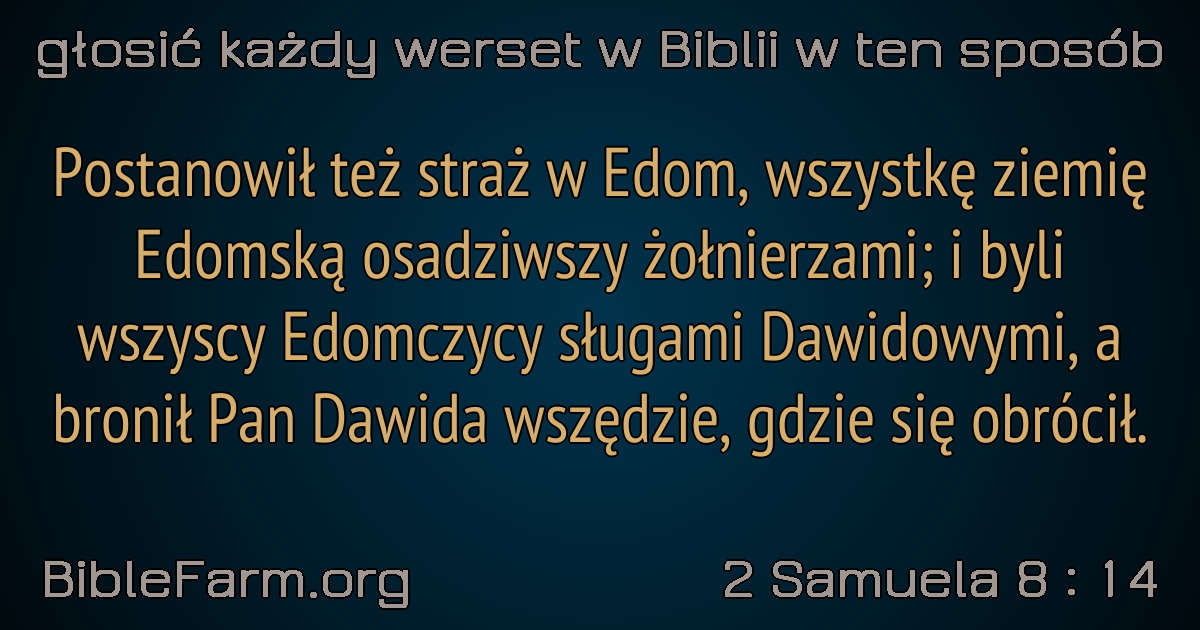 głosić każdy werset w Biblii w ten sposób
Postanowił też straż w Edom, wszystkę ziemię
Edomską osadziwszy żołnierzami; i byli
wszyscy Edomczycy sługami Dawidowymi, a
bronił Pan Dawida wszędzie, gdzie się obrócił.
BibleFarm.org
2 Samuela 8 : 14